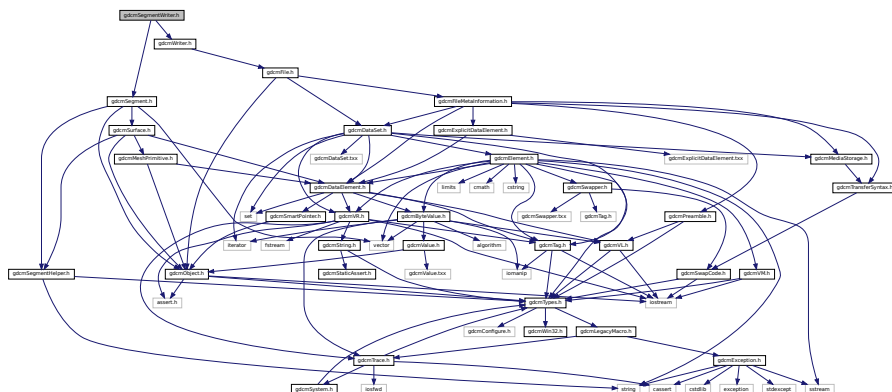 gdcmSegmentWriter.h
gdcmWriter.h
gdcmFile.h
gdcmSegment.h
gdcmFileMetaInformation.h
gdcmSurface.h
gdcmDataSet.h
gdcmExplicitDataElement.h
gdcmMeshPrimitive.h
gdcmDataSet.txx
gdcmElement.h
gdcmExplicitDataElement.txx
gdcmMediaStorage.h
gdcmDataElement.h
limits
cmath
cstring
gdcmSwapper.h
gdcmTransferSyntax.h
set
gdcmSmartPointer.h
gdcmVR.h
gdcmByteValue.h
gdcmSwapper.txx
gdcmTag.h
gdcmPreamble.h
iterator
fstream
gdcmString.h
vector
gdcmValue.h
algorithm
gdcmTag.h
gdcmVL.h
gdcmSegmentHelper.h
gdcmObject.h
gdcmStaticAssert.h
gdcmValue.txx
iomanip
gdcmSwapCode.h
gdcmVM.h
assert.h
gdcmTypes.h
iostream
gdcmConfigure.h
gdcmWin32.h
gdcmLegacyMacro.h
gdcmTrace.h
gdcmException.h
gdcmSystem.h
iosfwd
string
cassert
cstdlib
exception
stdexcept
sstream